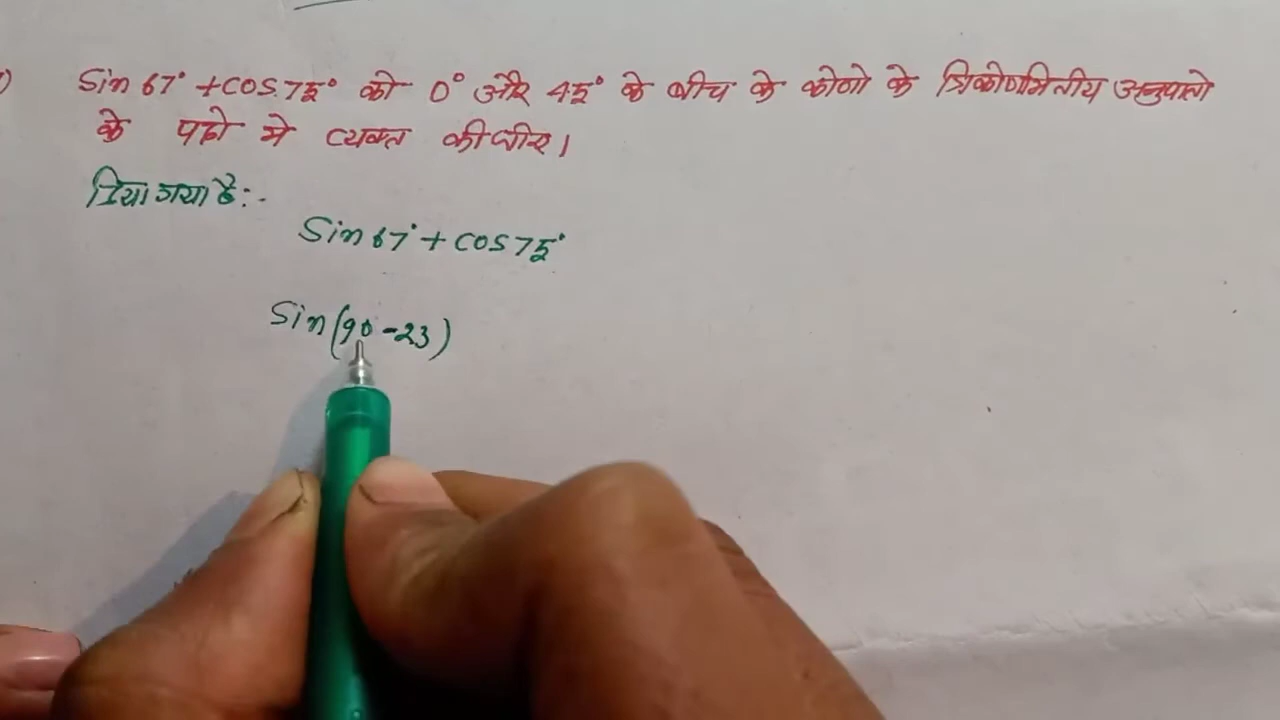 Sin 67° + cos 75° को 0° और 45° के बीच के कोणो के त्रिकोणमितीय अनुपातो
के पदो मे व्यक्त कीजीए।
दिया गया है:-
Sin 67° + cos 75°
Sin (90 - 23)